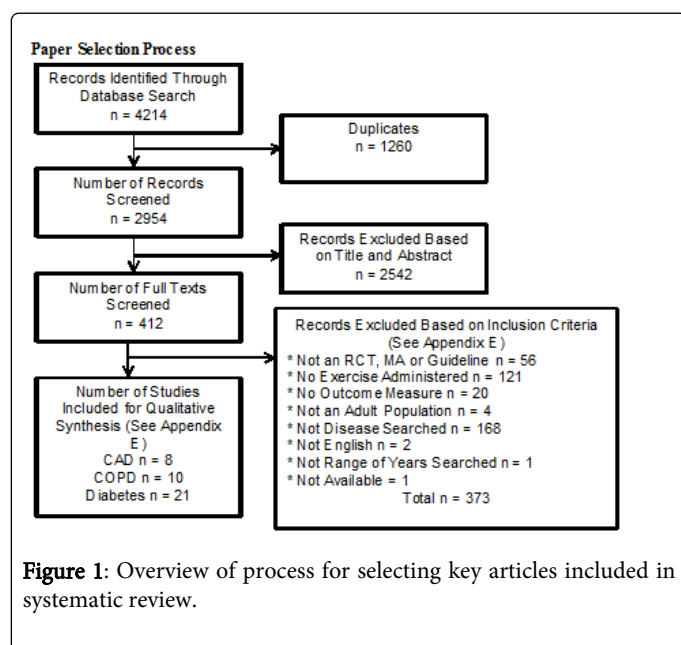 Paper Selection Process
Records Identified Through
Database Search
n = 4214
Duplicates
n = 1260
Number of Records
Screened
n = 2954
Records Excluded Based
on Title and Abstract
n = 2542
Number of Full Texts
Screened
n = 412
Records Excluded Based on Inclusion Criteria
(See Appendix E )
* Not an RCT, MA or Guideline n = 56
* No Exercise Administered n = 121
* No Outcome Measure n = 20
* Not an Adult Population n = 4
* Not Disease Searched n = 168
* Not English n = 2
* Not Range of Years Searched n = 1
* Not Available = 1
Total n = 373
Number of Studies
Included for Qualitative
Synthesis (See Appendix
E )
CAD n = 8
COPD n = 10
Diabetes n = 21
Figure 1: Overview of process for selecting key articles included in
systematic review.